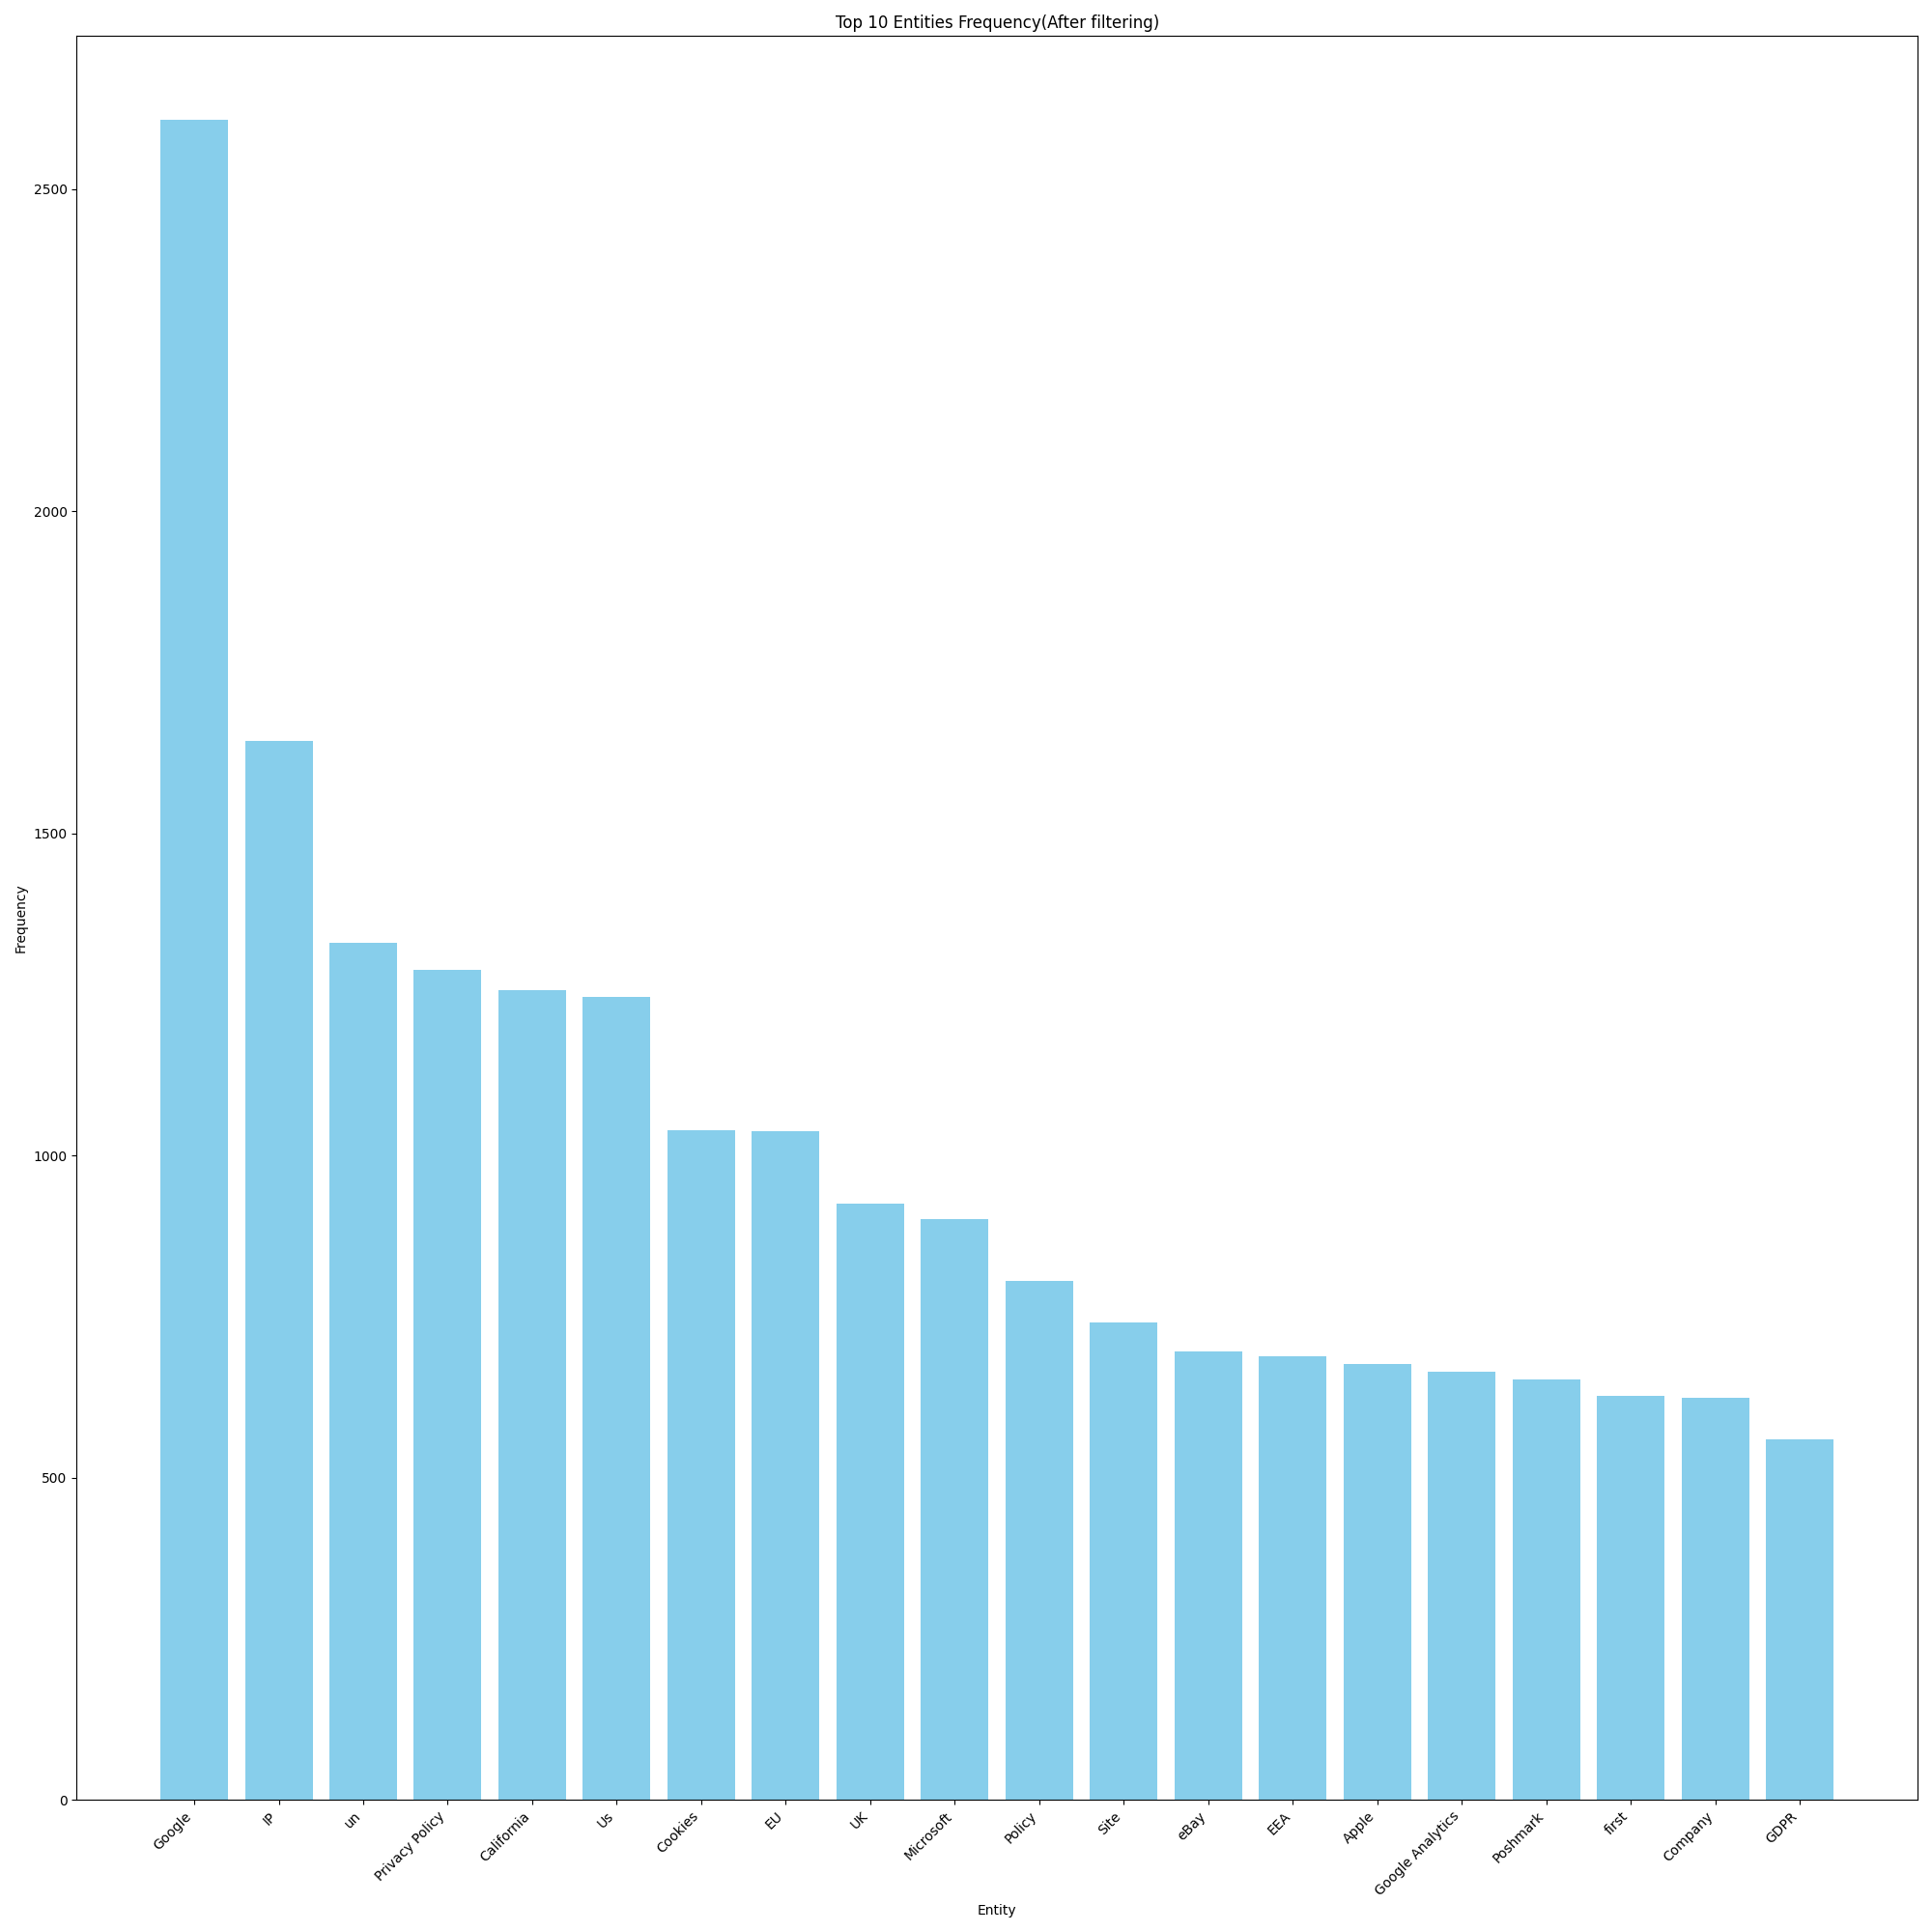 Top 10 Entities Frequency(After filtering)
Frequency
2500
2000
1500
1000
500
0
Google
IP
un
Privacy Policy
California
Us
Cookies
EU
UK
Microsoft
Policy
Site
eBay
EEA
Apple
Google Analytics
Poshmark
first
Company
GDPR
Entity